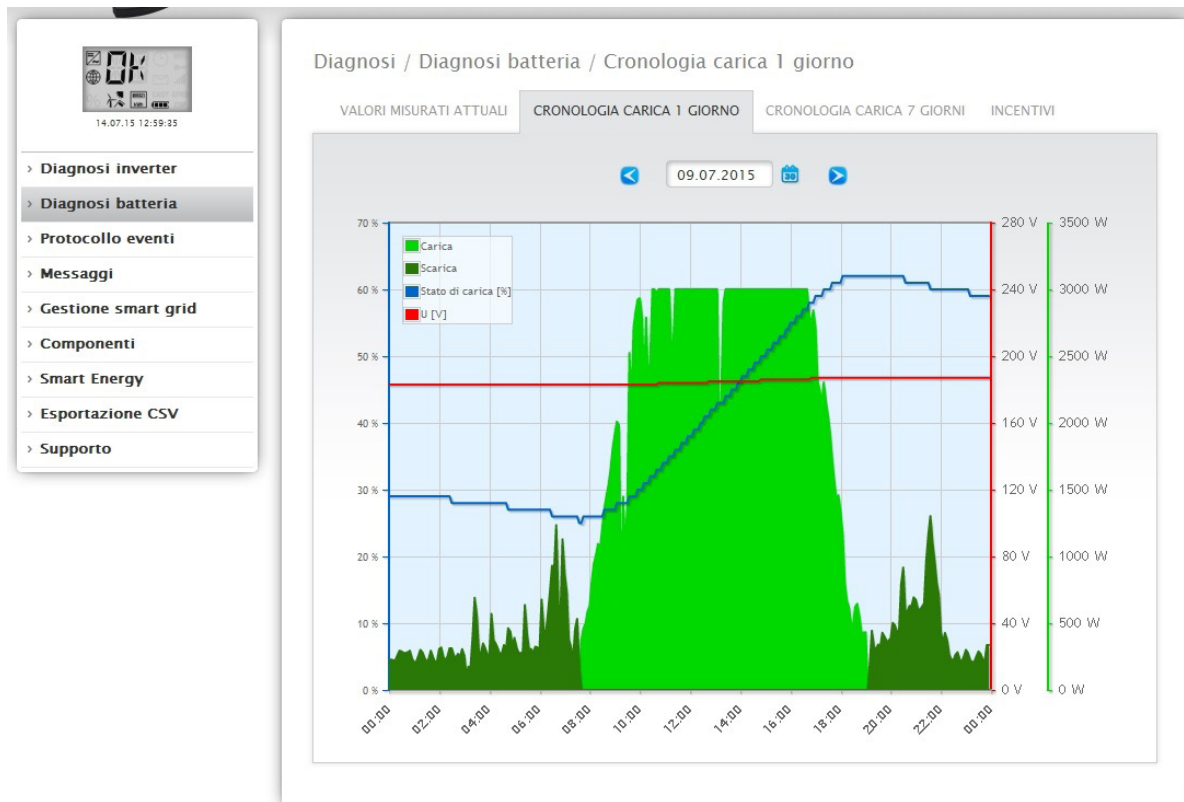 OK
14.07.15 12:59:35
› Diagnosi inverter
› Diagnosi batteria
› Protocollo eventi
› Messaggi
› Gestione smart grid
› Componenti
› Smart Energy
› Esportazione CSV
› Supporto
Diagnosi / Diagnosi batteria / Cronologia carica 1 giorno
VALORI MISURATI ATTUALI CRONOLOGIA CARICA 1 GIORNO CRONOLOGIA CARICA 7 GIORNI INCENTIVI
09.07.2015 30
Carica
Scarica
Stato di carica [%]
U [V]
70 % 280 V 3500 W
60 % 240 V 3000 W
50 % 200 V 2500 W
40 % 160 V 2000 W
30 % 120 V 1500 W
20 % 80 V 1000 W
10 % 40 V 500 W
0 % 0 V 0 W
00:00 02:00 04:00 06:00 08:00 10:00 12:00 14:00 16:00 18:00 20:00 22:00 00:00